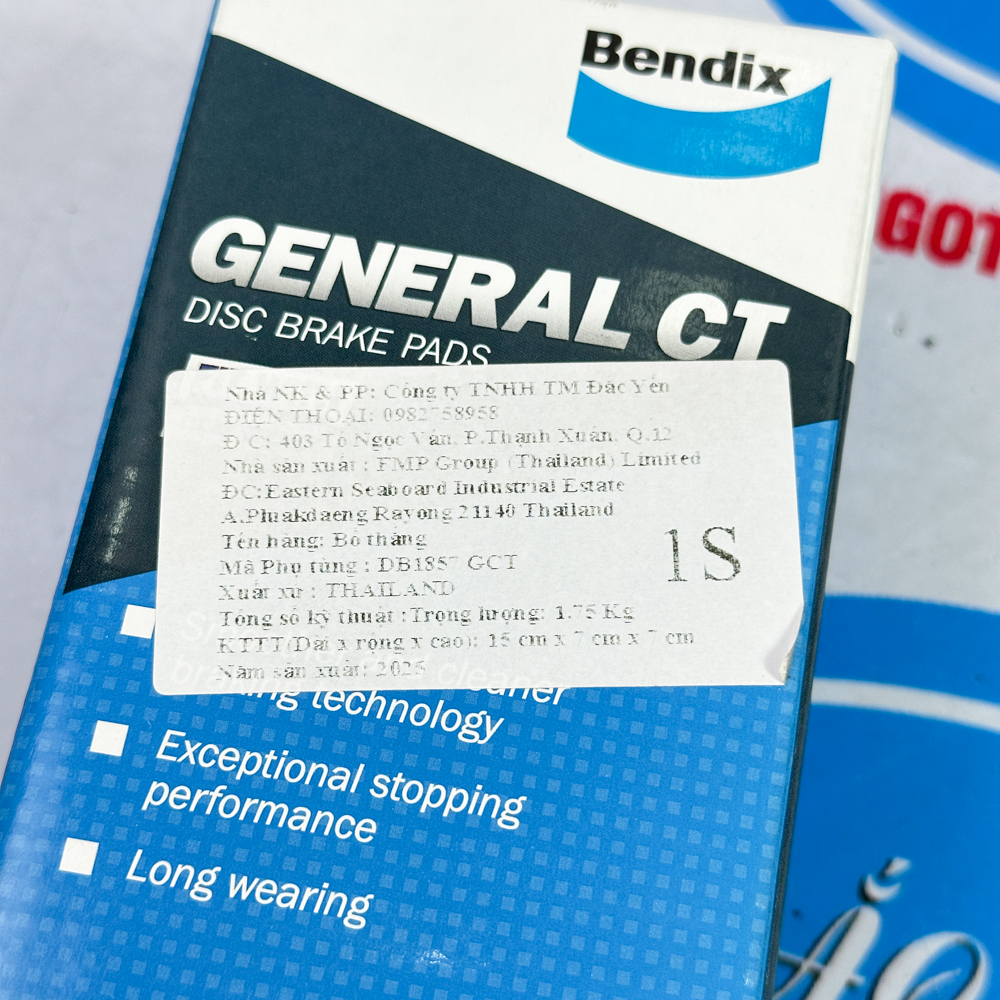 Bendix
GENERAL CT
DISC BRAKE PADS
Nhà NK & PP: Công ty TNHH TM Đắc Yến
ĐIỆN THOẠI: 0982758958
Đ C: 403 Tô Ngọc Vân, P.Thạnh Xuân, Q.12
Nhà sản xuất : FMP Group (Thailand) Limited
ĐC:Eastern Seaboard Industrial Estate
A.Pluakdaeng Rayong 21140 Thailand
Tên hàng: Bố thắng
Mã Phụ tùng : DB1857 GCT
Xuất xứ : THAILAND
Tổng số kỹ thuật : Trọng lượng: 1.75 Kg
KTTT(Dài x rộng x cao): 15 cm x 7 cm x 7 cm
Năm sản xuất: 2025
1S
cleaner
braking technology
Exceptional stopping
performance
Long wearing
GOT